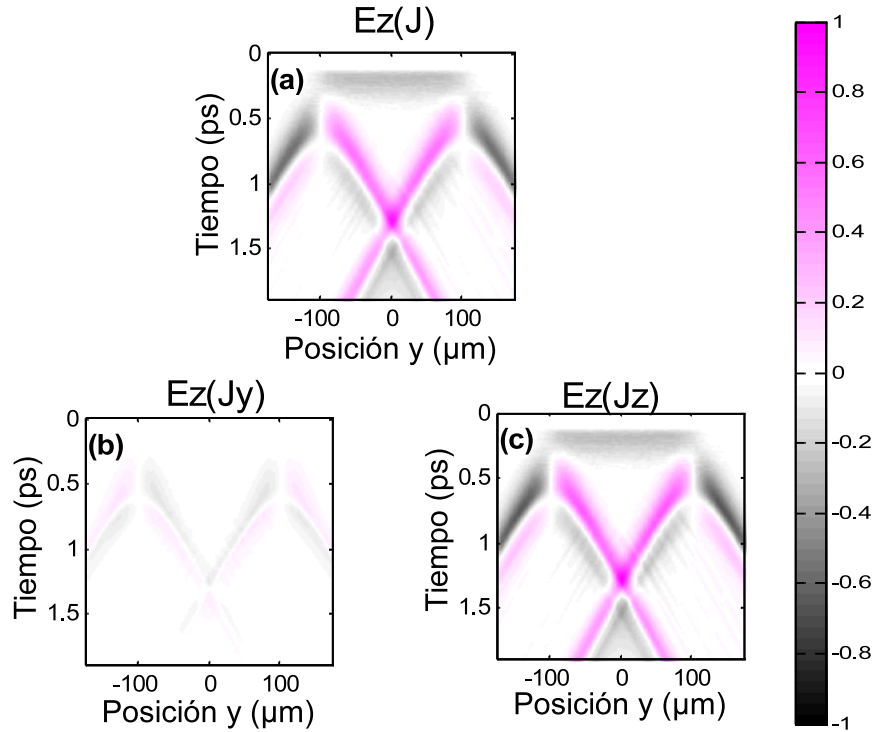 Ez(J)
(a)
0
0.5
1
1.5
Tiempo (ps)
-100 0 100
Posición y (µm)
Ez(Jy)
(b)
0
0.5
1
1.5
Tiempo (ps)
-100 0 100
Posición y (µm)
Ez(Jz)
(c)
0
0.5
1
1.5
Tiempo (ps)
-100 0 100
Posición y (µm)
1
0.8
0.6
0.4
0.2
0
-0.2
-0.4
-0.6
-0.8
-1